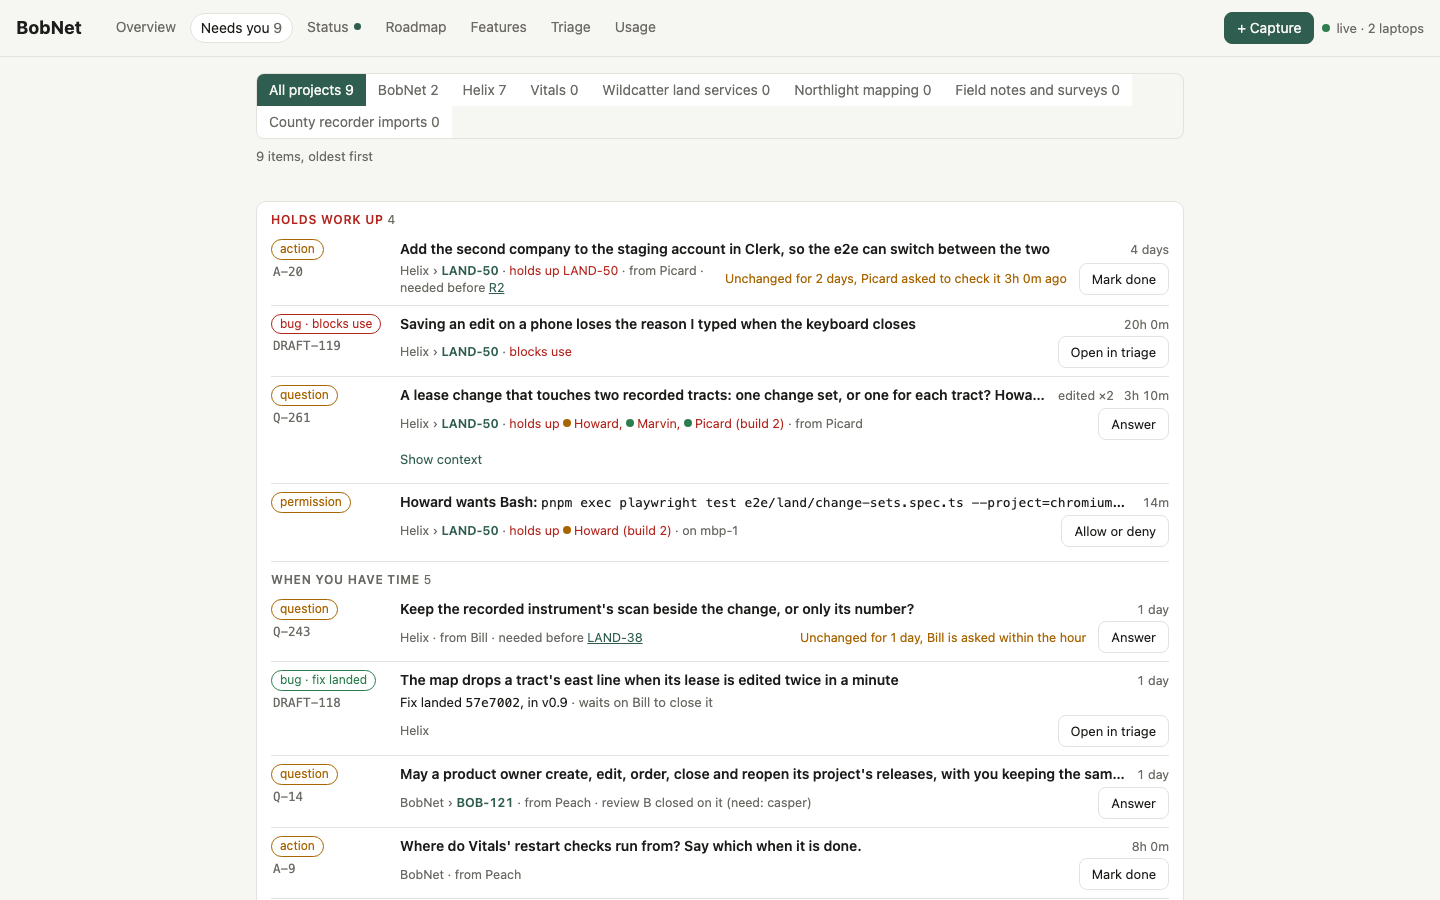 BobNet Overview Needs you 9 Status Roadmap Features Triage Usage + Capture live · 2 laptops
All projects 9 BobNet 2 Helix 7 Vitals 0 Wildcatter land services 0 Northlight mapping 0 Field notes and surveys 0
County recorder imports 0
9 items, oldest first
HOLDS WORK UP 4
action Add the second company to the staging account in Clerk, so the e2e can switch between the two 4 days
A-20 Helix › LAND-50 · holds up LAND-50 · from Picard · needed before R2 Unchanged for 2 days, Picard asked to check it 3h 0m ago Mark done
bug · blocks use Saving an edit on a phone loses the reason I typed when the keyboard closes 20h 0m
DRAFT-119 Helix › LAND-50 · blocks use Open in triage
question A lease change that touches two recorded tracts: one change set, or one for each tract? Howa... edited ×2 3h 10m
Q-261 Helix › LAND-50 · holds up Howard, Marvin, Picard (build 2) · from Picard Answer
Show context
permission Howard wants Bash: pnpm exec playwright test e2e/land/change-sets.spec.ts --project=chromium... 14m
Helix › LAND-50 · holds up Howard (build 2) · on mbp-1 Allow or deny
WHEN YOU HAVE TIME 5
question Keep the recorded instrument's scan beside the change, or only its number? 1 day
Q-243 Helix · from Bill · needed before LAND-38 Unchanged for 1 day, Bill is asked within the hour Answer
bug · fix landed The map drops a tract's east line when its lease is edited twice in a minute 1 day
DRAFT-118 Fix landed 57e7002, in v0.9 · waits on Bill to close it
Helix Open in triage
question May a product owner create, edit, order, close and reopen its project's releases, with you keeping the sam... 1 day
Q-14 BobNet › BOB-121 · from Peach · review B closed on it (need: casper) Answer
action Where do Vitals' restart checks run from? Say which when it is done. 8h 0m
A-9 BobNet · from Peach Mark done